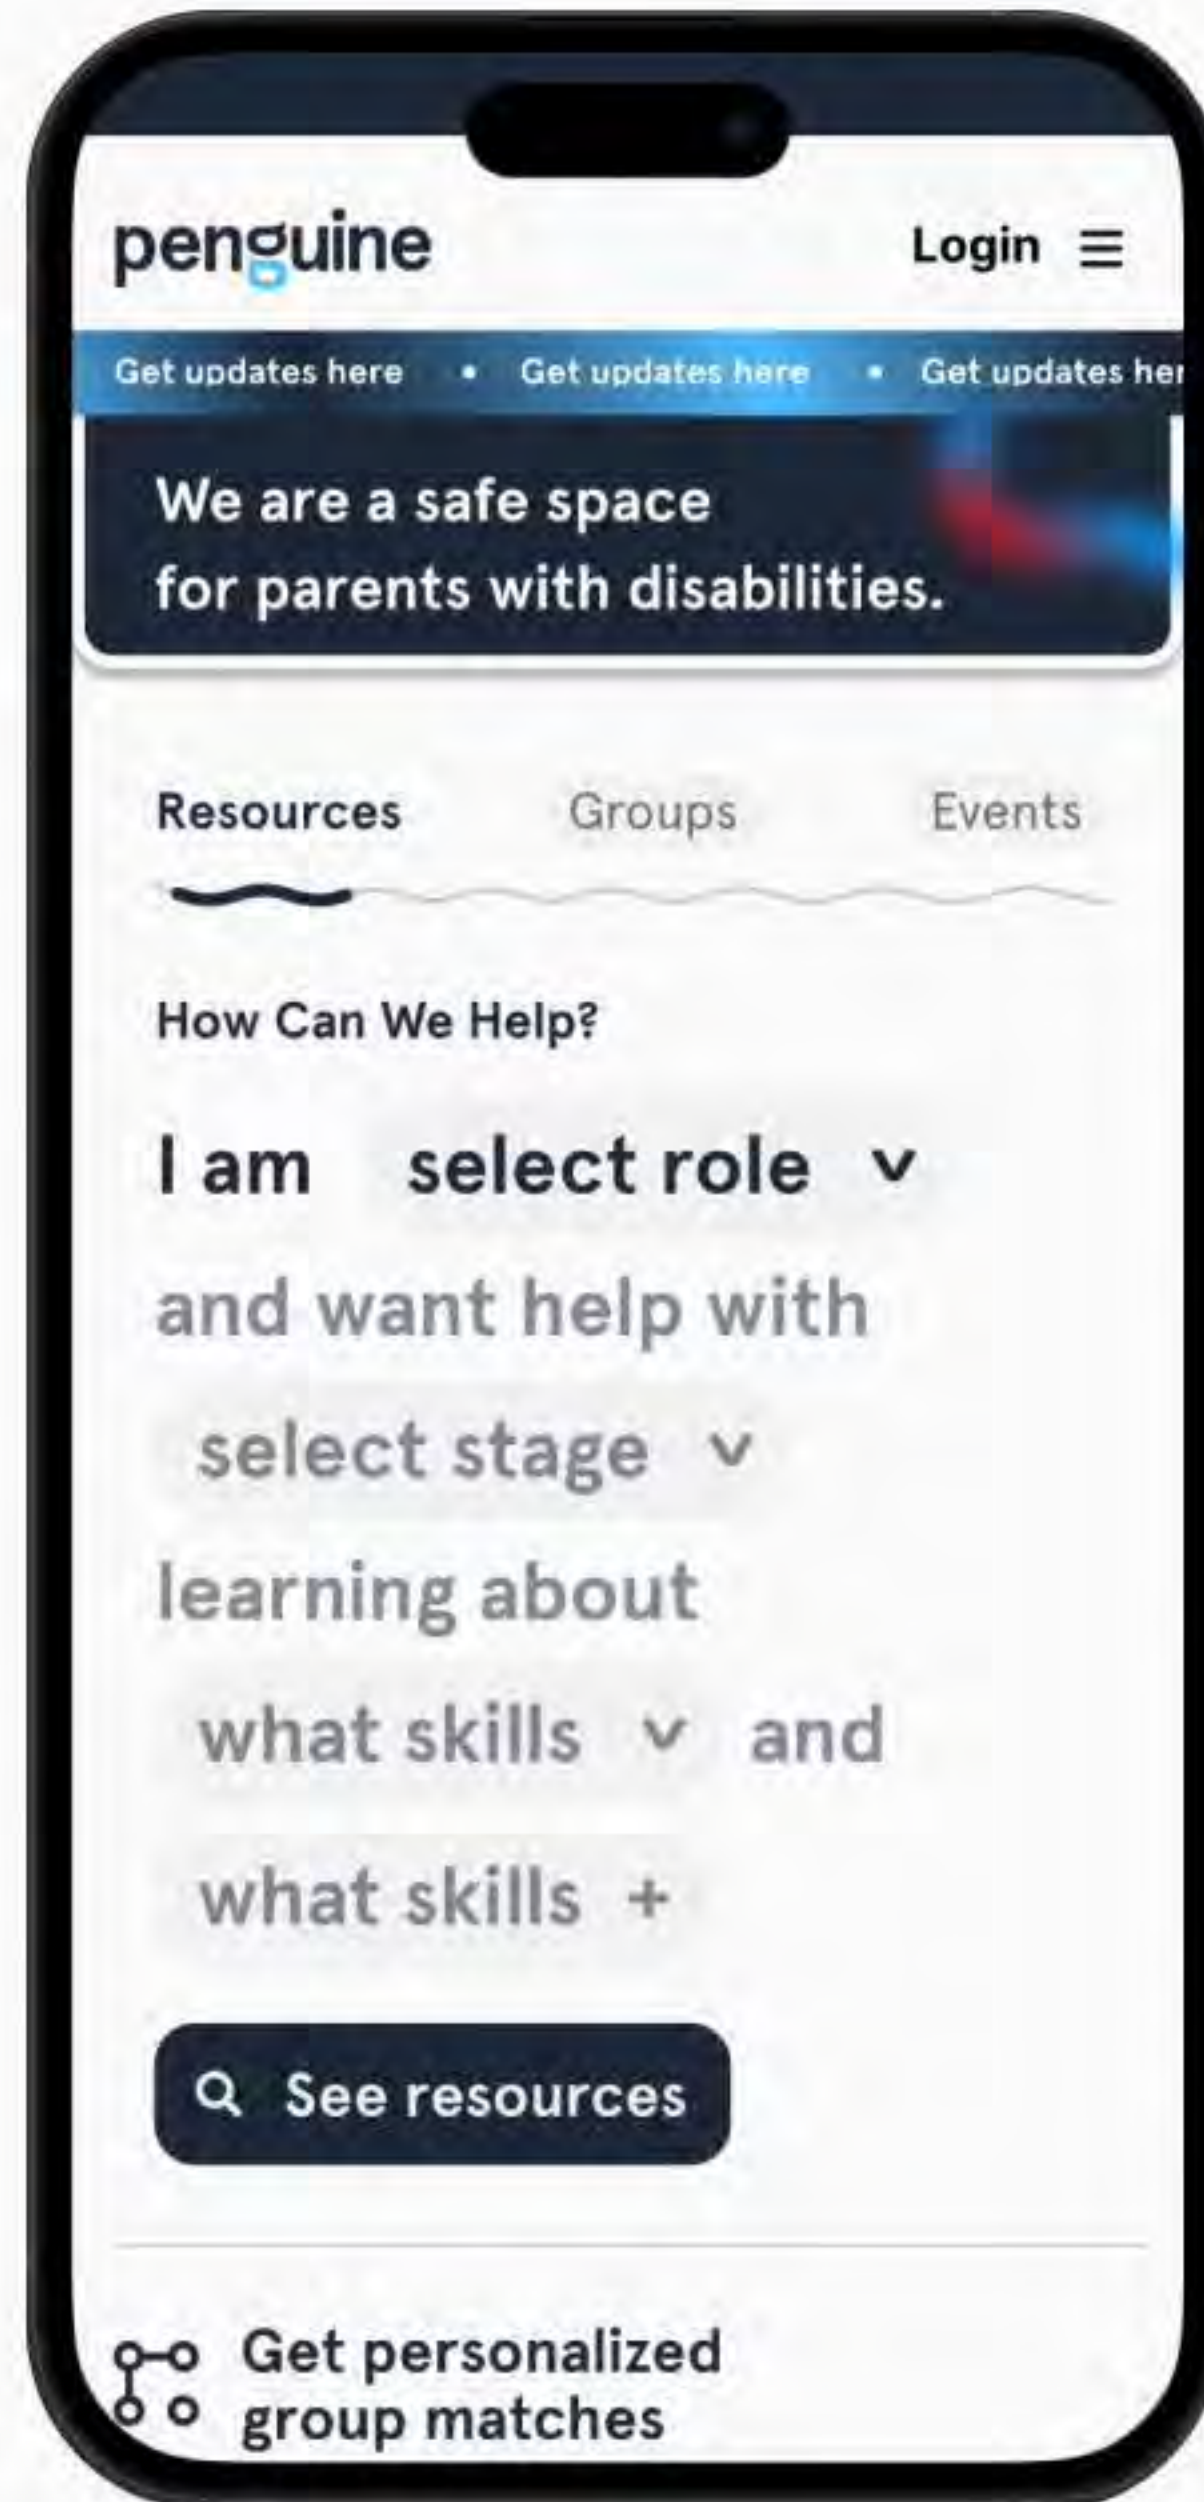 penguine
Login
Get updates here • Get updates here • Get updates her
We are a safe space
for parents with disabilities.
Resources Groups Events
How Can We Help?
I am select role
and want help with
select stage
learning about
what skills and
what skills +
See resources
Get personalized
group matches